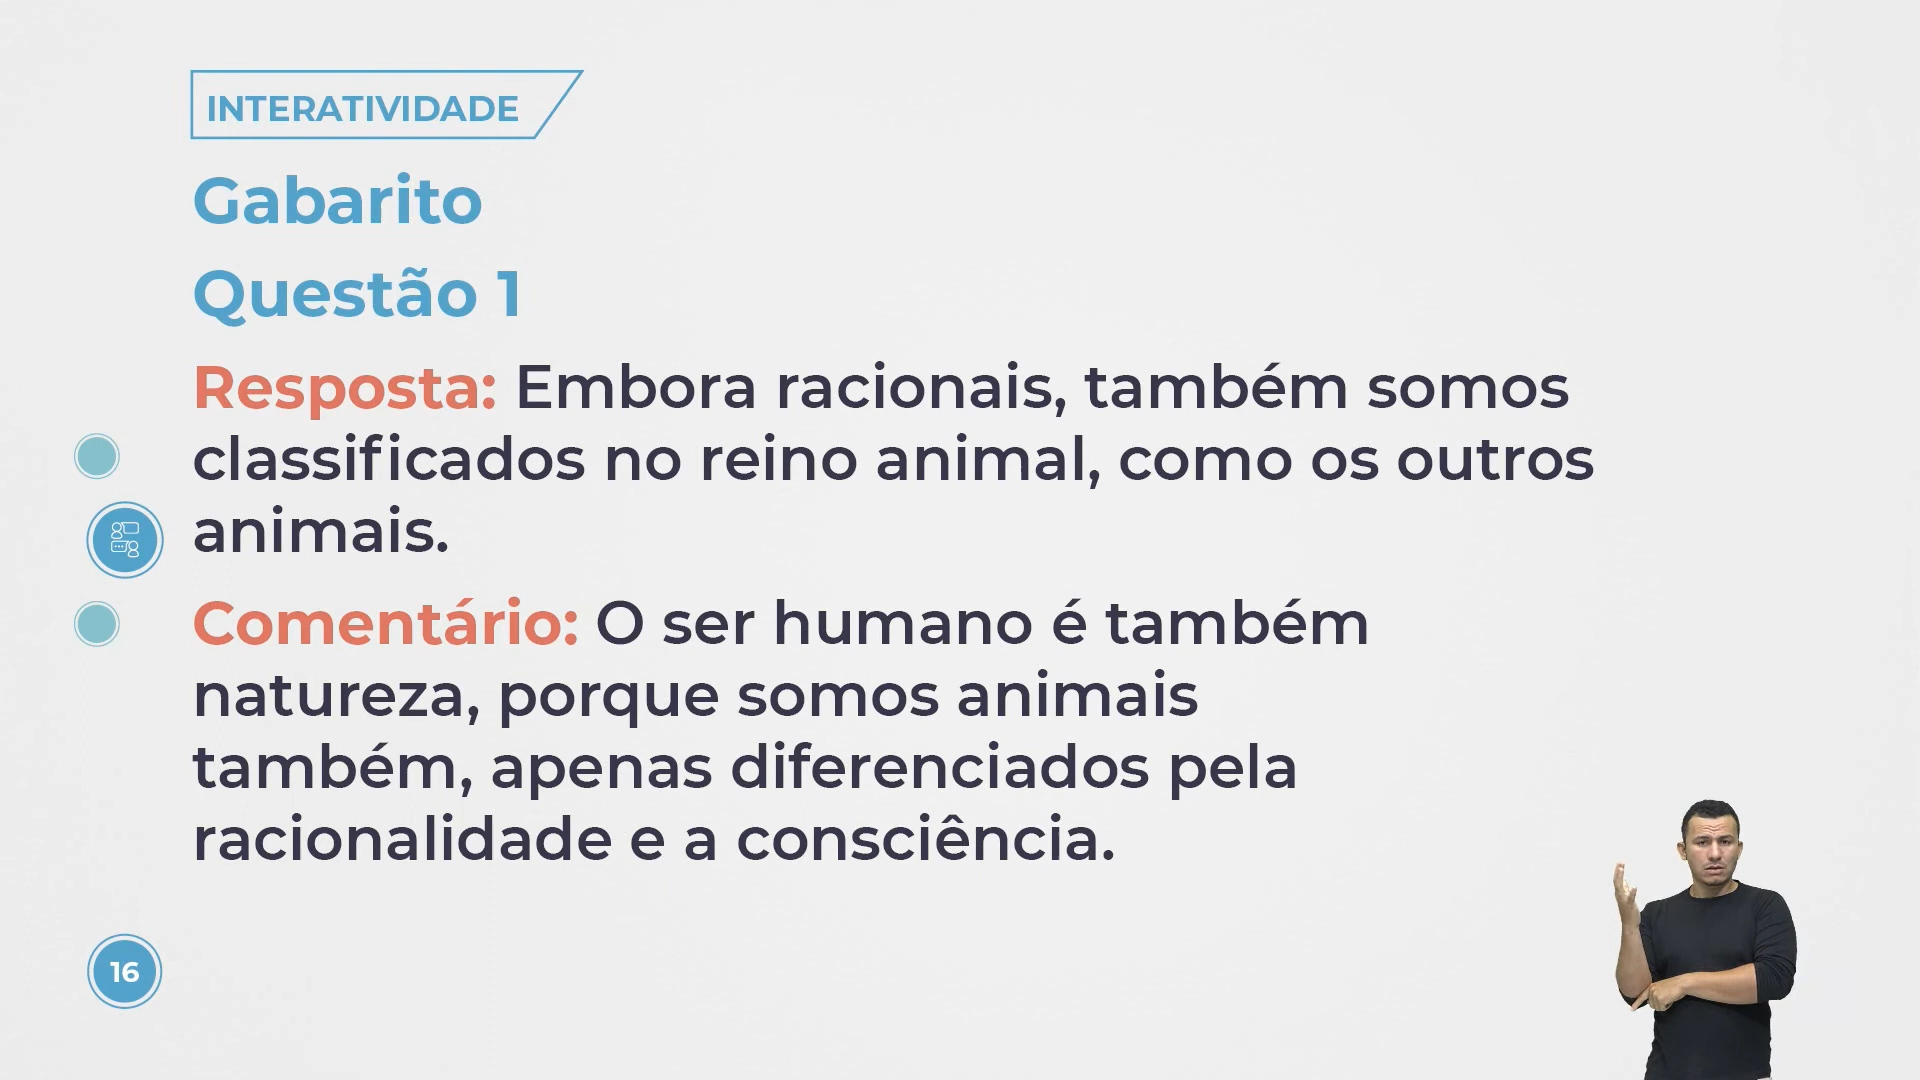 INTERATIVIDADE
Gabarito
Questão 1
Resposta: Embora racionais, também somos
classificados no reino animal, como os outros
animais.
Comentário: O ser humano é também
natureza, porque somos animais
também, apenas diferenciados pela
racionalidade e a consciência.
16